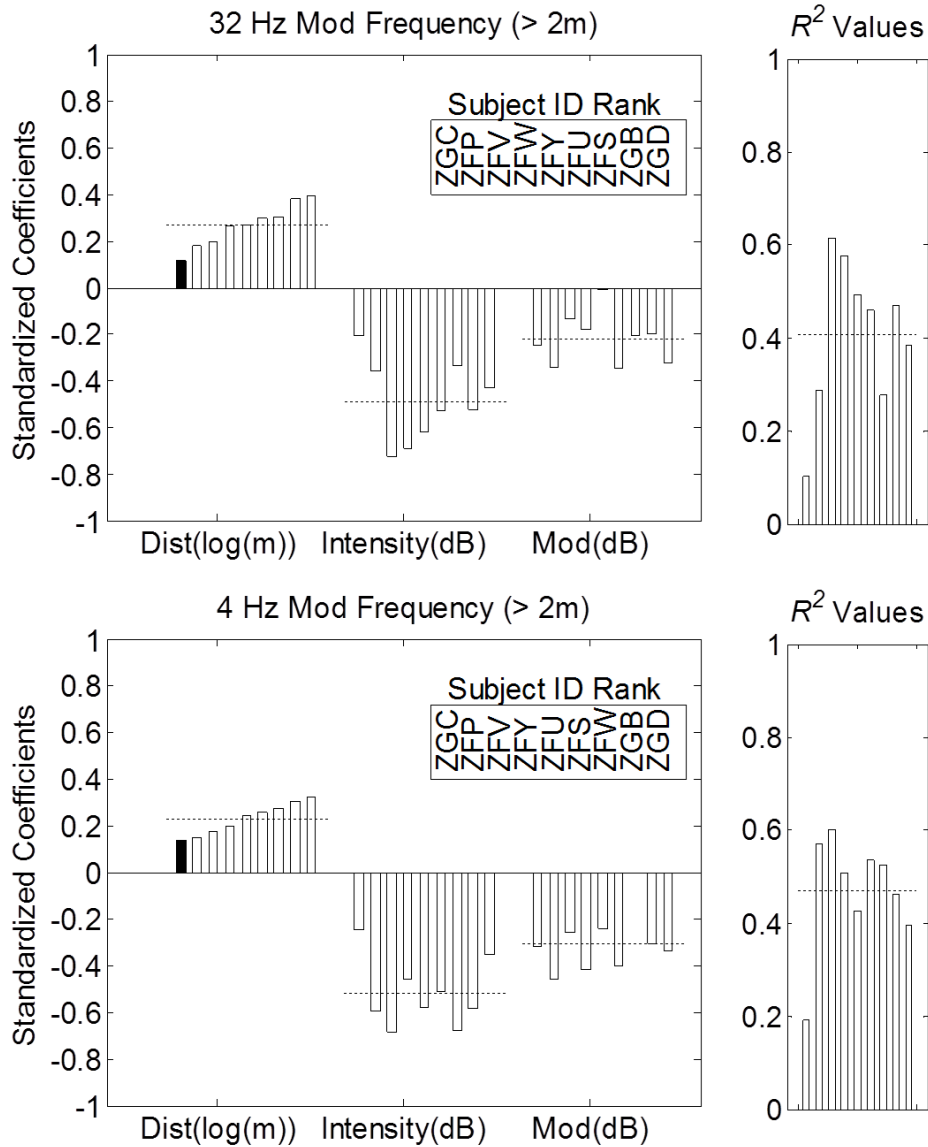 32 Hz Mod Frequency (> 2m)
R² Values
Standardized Coefficients
1
0.8
0.6
0.4
0.2
0
-0.2
-0.4
-0.6
-0.8
-1
Subject ID Rank
ZGC
ZFP
ZFV
ZFW
ZFY
ZFU
ZFS
ZGB
ZGD
Dist(log(m)) Intensity(dB) Mod(dB)
1
0.8
0.6
0.4
0.2
0
4 Hz Mod Frequency (> 2m)
R² Values
Standardized Coefficients
1
0.8
0.6
0.4
0.2
0
-0.2
-0.4
-0.6
-0.8
-1
Subject ID Rank
ZGC
ZFP
ZFV
ZFY
ZFU
ZFS
ZFW
ZGB
ZGD
Dist(log(m)) Intensity(dB) Mod(dB)
1
0.8
0.6
0.4
0.2
0